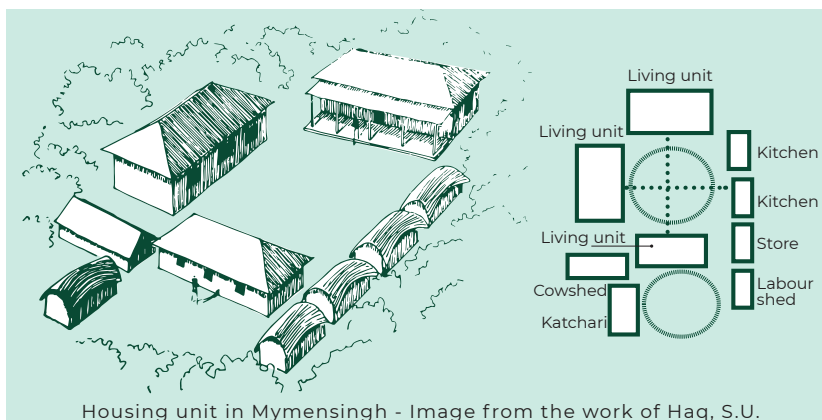 Living unit
Living unit
Kitchen
Kitchen
Living unit
Store
Cowshed
Labour
shed
Katchari
Housing unit in Mymensingh - Image from the work of Haq, S.U.